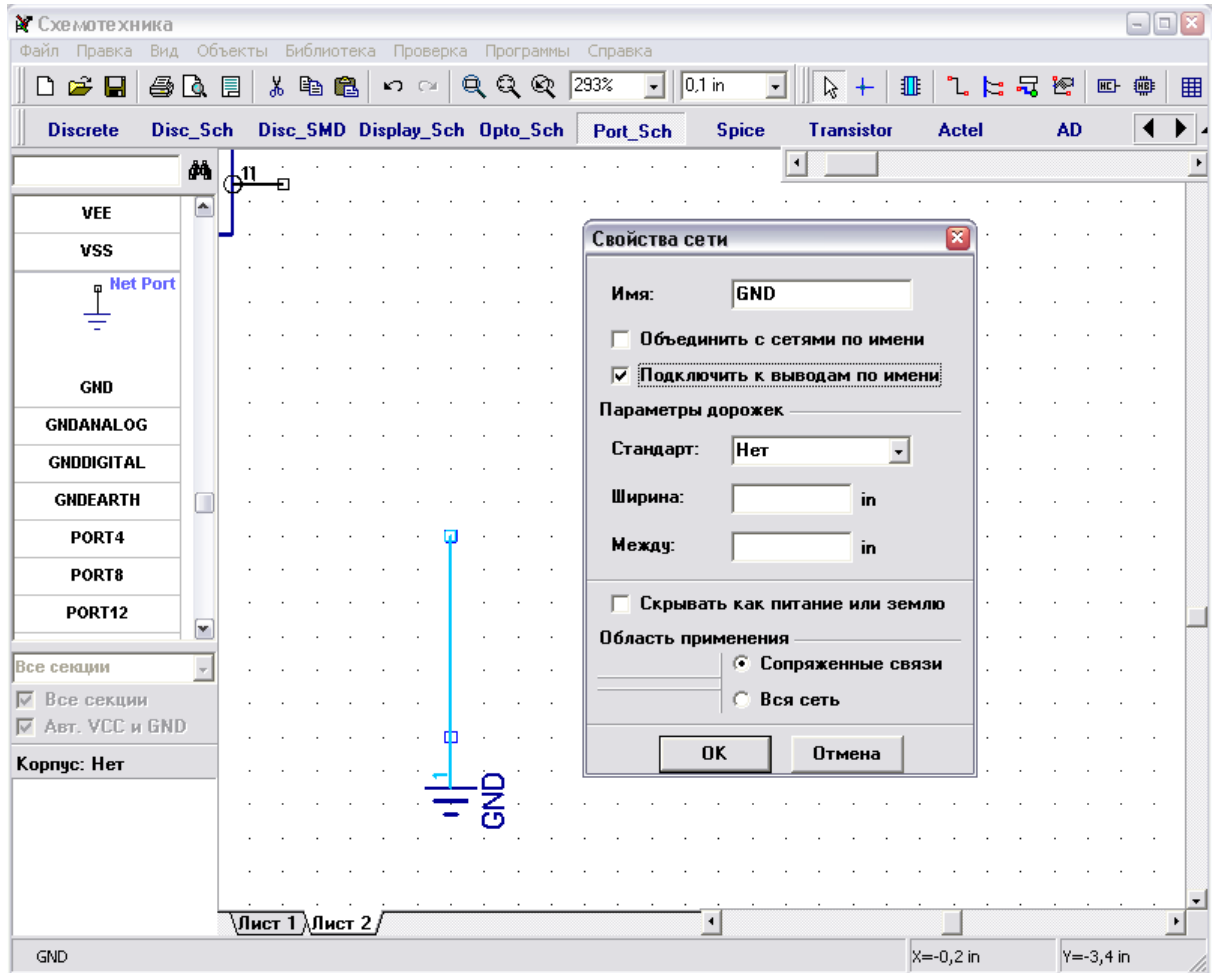 Схемотехника
Файл Правка Вид Объекты Библиотека Проверка Программы Справка
293% 0,1 in
Discrete Disc_Sch Disc_SMD Display_Sch Opto_Sch Port_Sch Spice Transistor Actel AD
11
VEE
VSS
Net Port
GND
GNDANALOG
GNDDIGITAL
GNDEARTH
PORT4
PORT8
PORT12
Все секции
Все секции
Авт. VCC и GND
Корпус: Нет
1
GND
Свойства сети
Имя: GND
Объединить с сетями по имени
Подключить к выводам по имени
Параметры дорожек
Стандарт: Нет
Ширина: in
Между: in
Скрывать как питание или землю
Область применения
Сопряженные связи
Вся сеть
OK Отмена
Лист 1 Лист 2
GND X=-0,2 in Y=-3,4 in